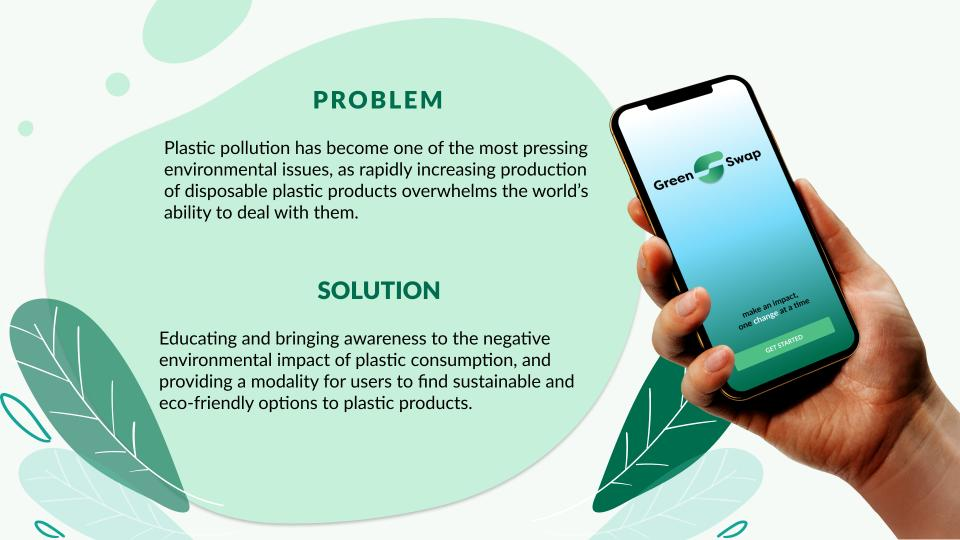 PROBLEM
Plastic pollution has become one of the most pressing
environmental issues, as rapidly increasing production
of disposable plastic products overwhelms the world’s
ability to deal with them.
SOLUTION
Educating and bringing awareness to the negative
environmental impact of plastic consumption, and
providing a modality for users to find sustainable and
eco-friendly options to plastic products.
Green Swap
make an impact,
one change at a time
GET STARTED